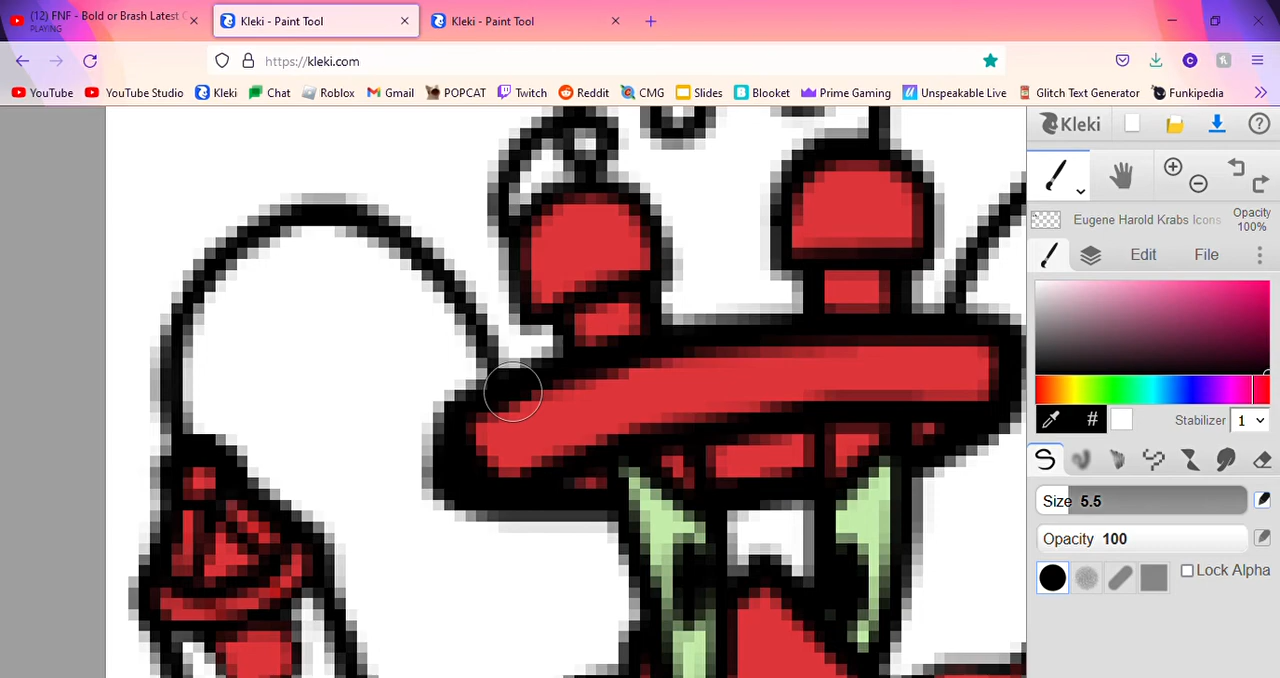 (12) FNF - Bold or Brash Latest
PLAYING
Kleki - Paint Tool
Kleki - Paint Tool
https://kleki.com
YouTube YouTube Studio Kleki Chat Roblox Gmail POPCAT Twitch Reddit CMG Slides Blooket Prime Gaming Unspeakable Live Glitch Text Generator Funkipedia
Kleki
Eugene Harold Krabs Icons
Opacity
100%
Edit File
Stabilizer 1
Size 5.5
Opacity 100
Lock Alpha